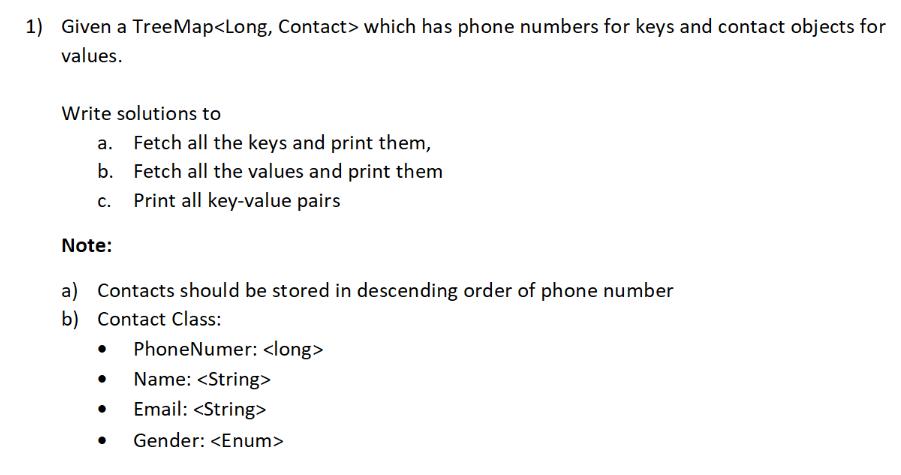 1) Given a TreeMap<Long, Contact> which has phone numbers for keys and contact objects for
values.
Write solutions to
a. Fetch all the keys and print them,
b. Fetch all the values and print them
c. Print all key-value pairs
Note:
a) Contacts should be stored in descending order of phone number
b) Contact Class:
• PhoneNumer: <long>
• Name: <String>
• Email: <String>
• Gender: <Enum>